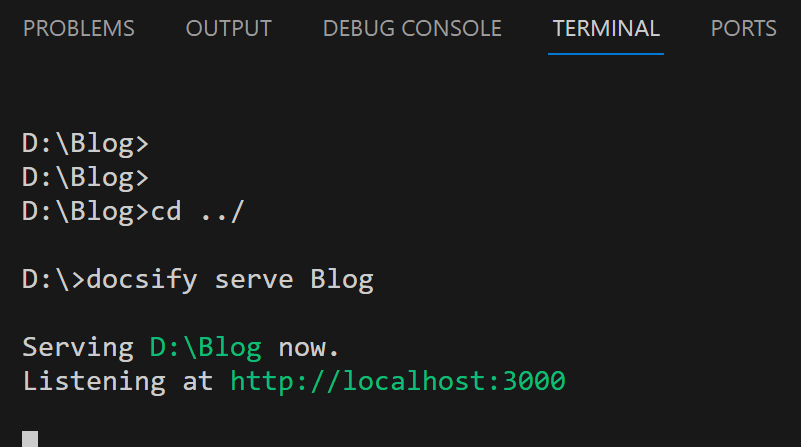 PROBLEMS OUTPUT DEBUG CONSOLE TERMINAL PORTS
D:\Blog>
D:\Blog>
D:\Blog>cd ../
D:\>docsify serve Blog
Serving D:\Blog now.
Listening at http://localhost:3000